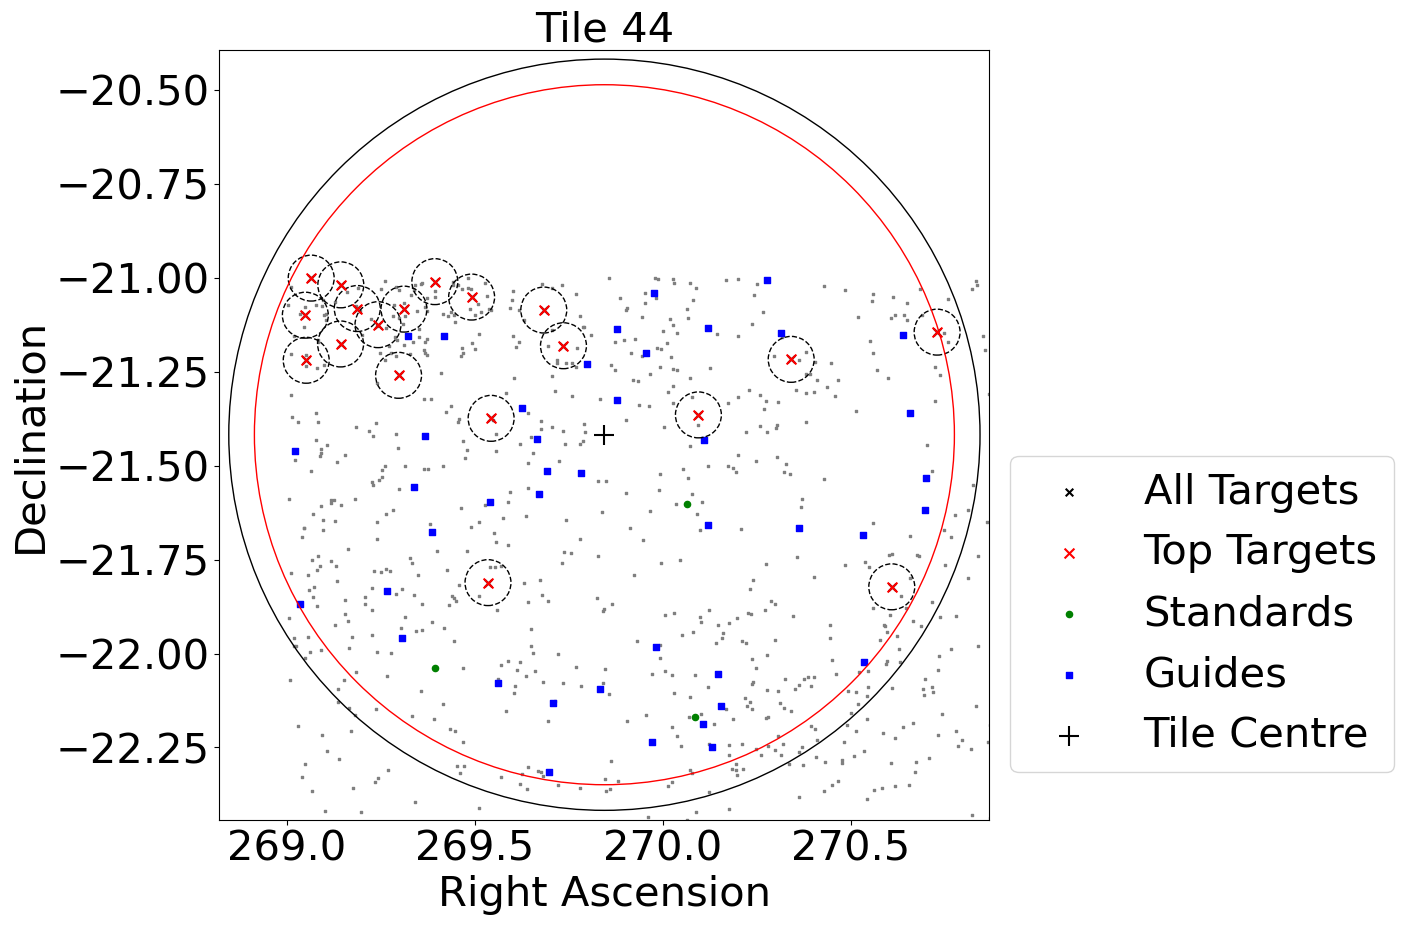 Tile 44
−20.50
−20.75
−21.00
−21.25
−21.50
−21.75
−22.00
−22.25
Declination
269.0 269.5 270.0 270.5
Right Ascension
All Targets
Top Targets
Standards
Guides
Tile Centre